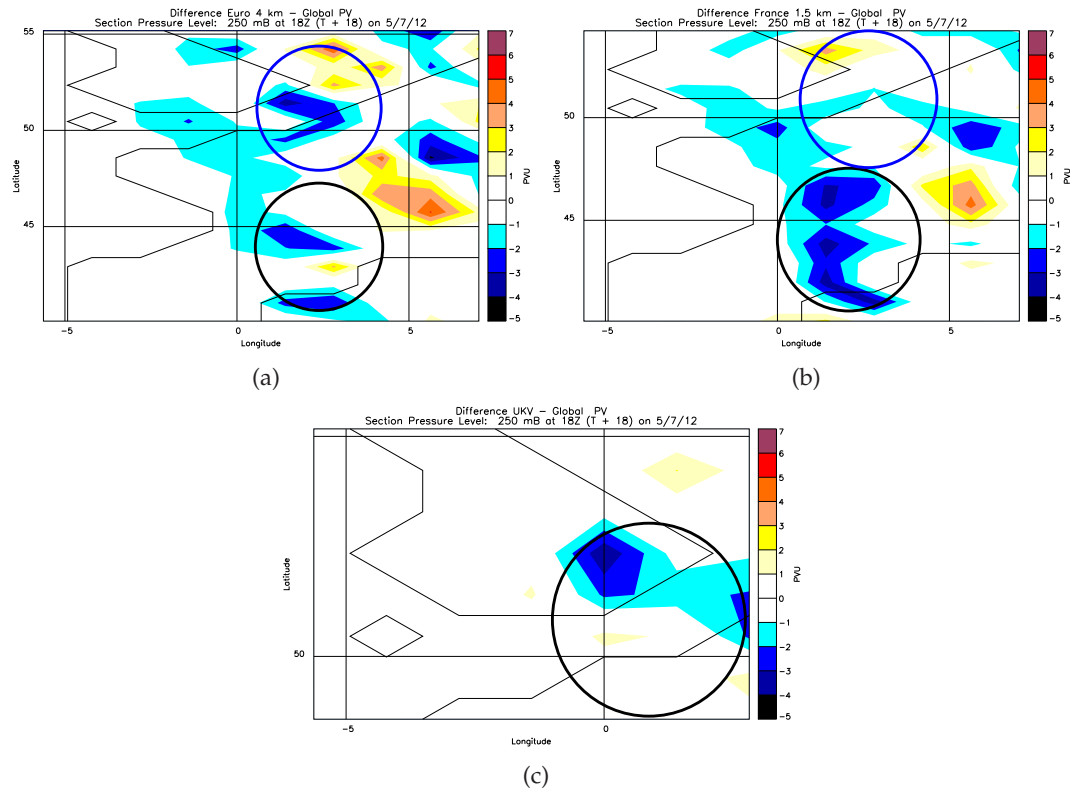 Difference Euro 4 km – Global PV
Section Pressure Level: 250 mB at 18Z (T + 18) on 5/7/12
55
50
45
Latitude
-5
0
5
Longitude
7
6
5
4
3
2
1
0
-1
-2
-3
-4
-5
PVU
(a)
Difference France 1.5 km – Global PV
Section Pressure Level: 250 mB at 18Z (T + 18) on 5/7/12
50
45
Latitude
-5
0
5
Longitude
7
6
5
4
3
2
1
0
-1
-2
-3
-4
-5
PVU
(b)
Difference UKV – Global PV
Section Pressure Level: 250 mB at 18Z (T + 18) on 5/7/12
50
Latitude
-5
0
Longitude
7
6
5
4
3
2
1
0
-1
-2
-3
-4
-5
PVU
(c)